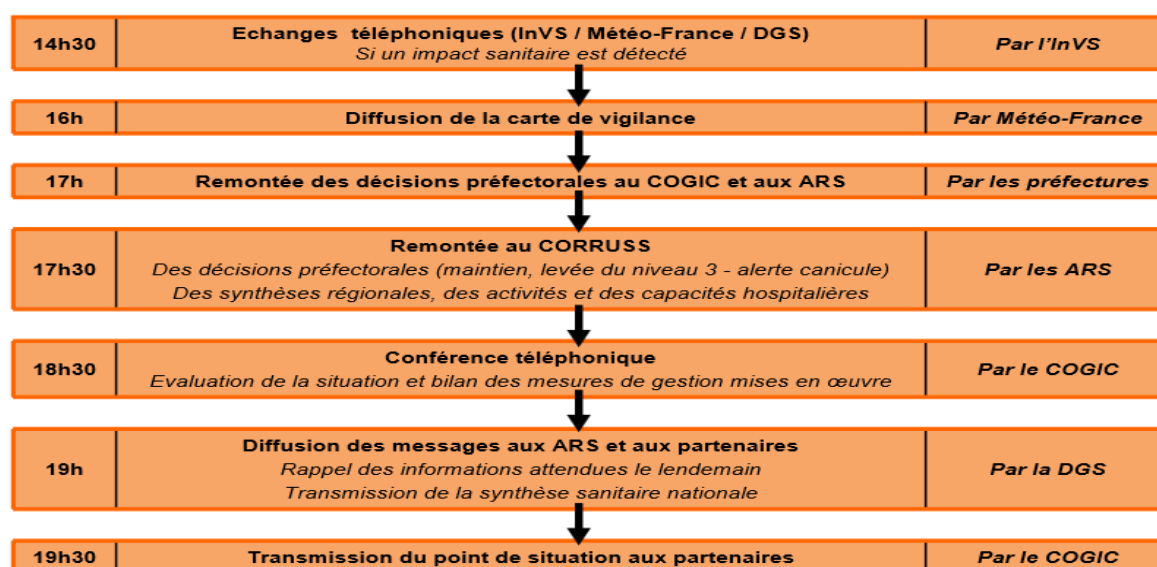 14h30
Echanges téléphoniques (InVS / Météo-France / DGS)
Si un impact sanitaire est détecté
Par l'InVS
16h
Diffusion de la carte de vigilance
Par Météo-France
17h
Remontée des décisions préfectorales au COGIC et aux ARS
Par les préfectures
17h30
Remontée au CORRUSS
Des décisions préfectorales (maintien, levée du niveau 3 - alerte canicule)
Des synthèses régionales, des activités et des capacités hospitalières
Par les ARS
18h30
Conférence téléphonique
Evaluation de la situation et bilan des mesures de gestion mises en œuvre
Par le COGIC
19h
Diffusion des messages aux ARS et aux partenaires
Rappel des informations attendues le lendemain
Transmission de la synthèse sanitaire nationale
Par la DGS
19h30
Transmission du point de situation aux partenaires
Par le COGIC